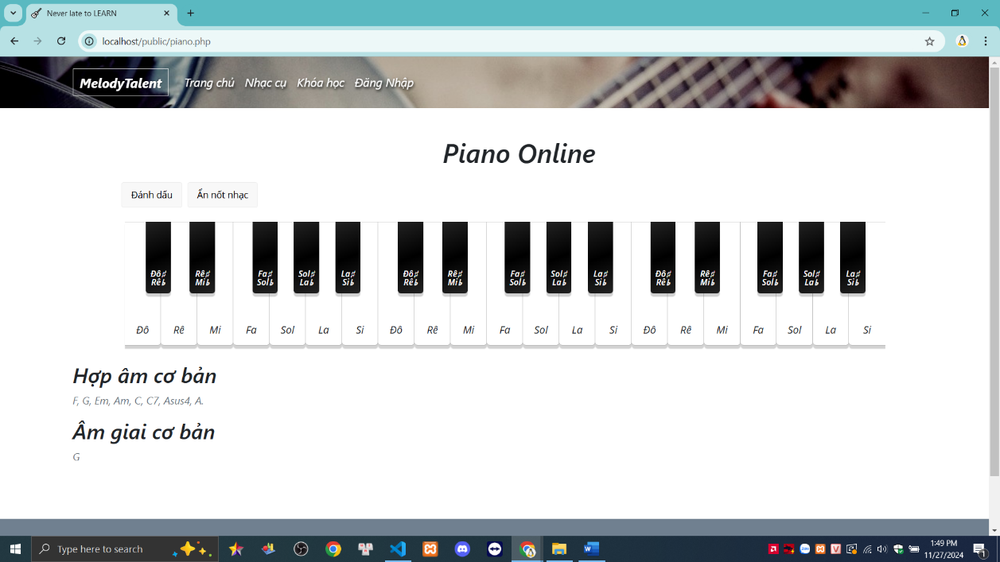 Never late to LEARN
localhost/public/piano.php
MelodyTalent Trang chủ Nhạc cụ Khóa học Đăng Nhập
Piano Online
Đánh dấu Ẩn nốt nhạc
Đô♯ Rê♯ Fa♯ Sol♯ La♯ Đô♯ Rê♯ Fa♯ Sol♯ La♯ Đô♯ Rê♯ Fa♯ Sol♯ La♯
Rê♭ Mi♭ Sol♭ La♭ Si♭ Rê♭ Mi♭ Sol♭ La♭ Si♭ Rê♭ Mi♭ Sol♭ La♭ Si♭
Đô Rê Mi Fa Sol La Si Đô Rê Mi Fa Sol La Si Đô Rê Mi Fa Sol La Si
Hợp âm cơ bản
F, G, Em, Am, C, C7, Asus4, A.
Âm giai cơ bản
G
Type here to search
1:49 PM
11/27/2024
1